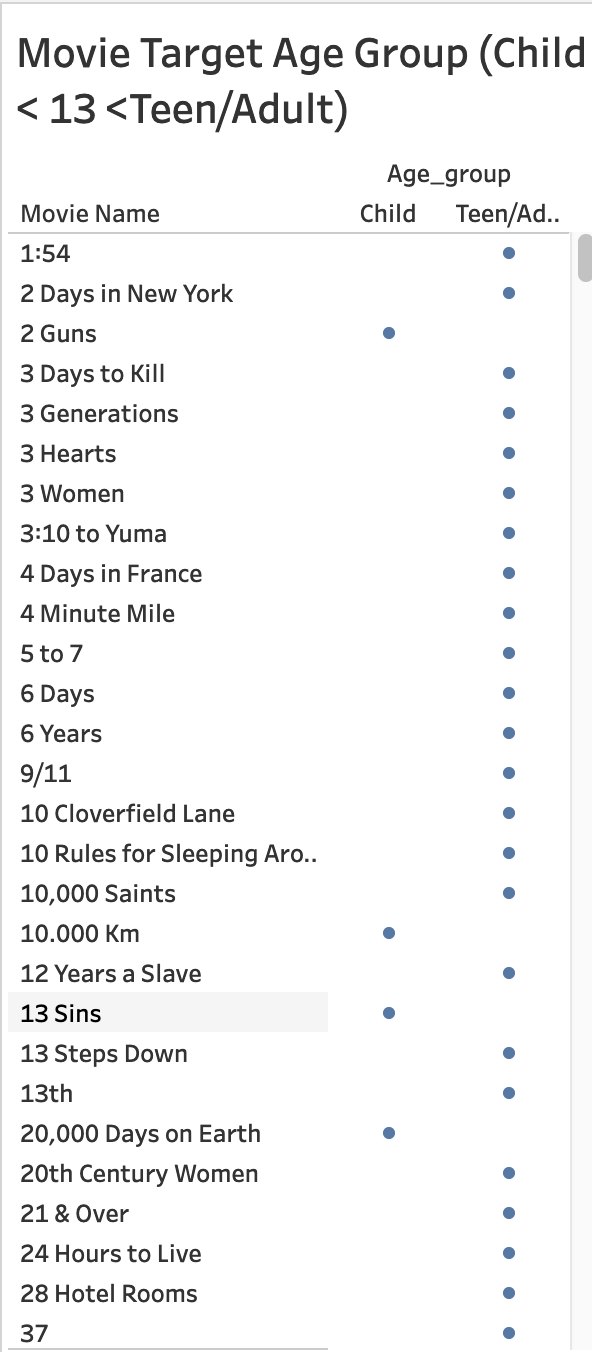 Movie Target Age Group (Child
< 13 <Teen/Adult)
Age_group
Movie Name Child Teen/Ad..
1:54
2 Days in New York
2 Guns
3 Days to Kill
3 Generations
3 Hearts
3 Women
3:10 to Yuma
4 Days in France
4 Minute Mile
5 to 7
6 Days
6 Years
9/11
10 Cloverfield Lane
10 Rules for Sleeping Aro..
10,000 Saints
10.000 Km
12 Years a Slave
13 Sins
13 Steps Down
13th
20,000 Days on Earth
20th Century Women
21 & Over
24 Hours to Live
28 Hotel Rooms
37